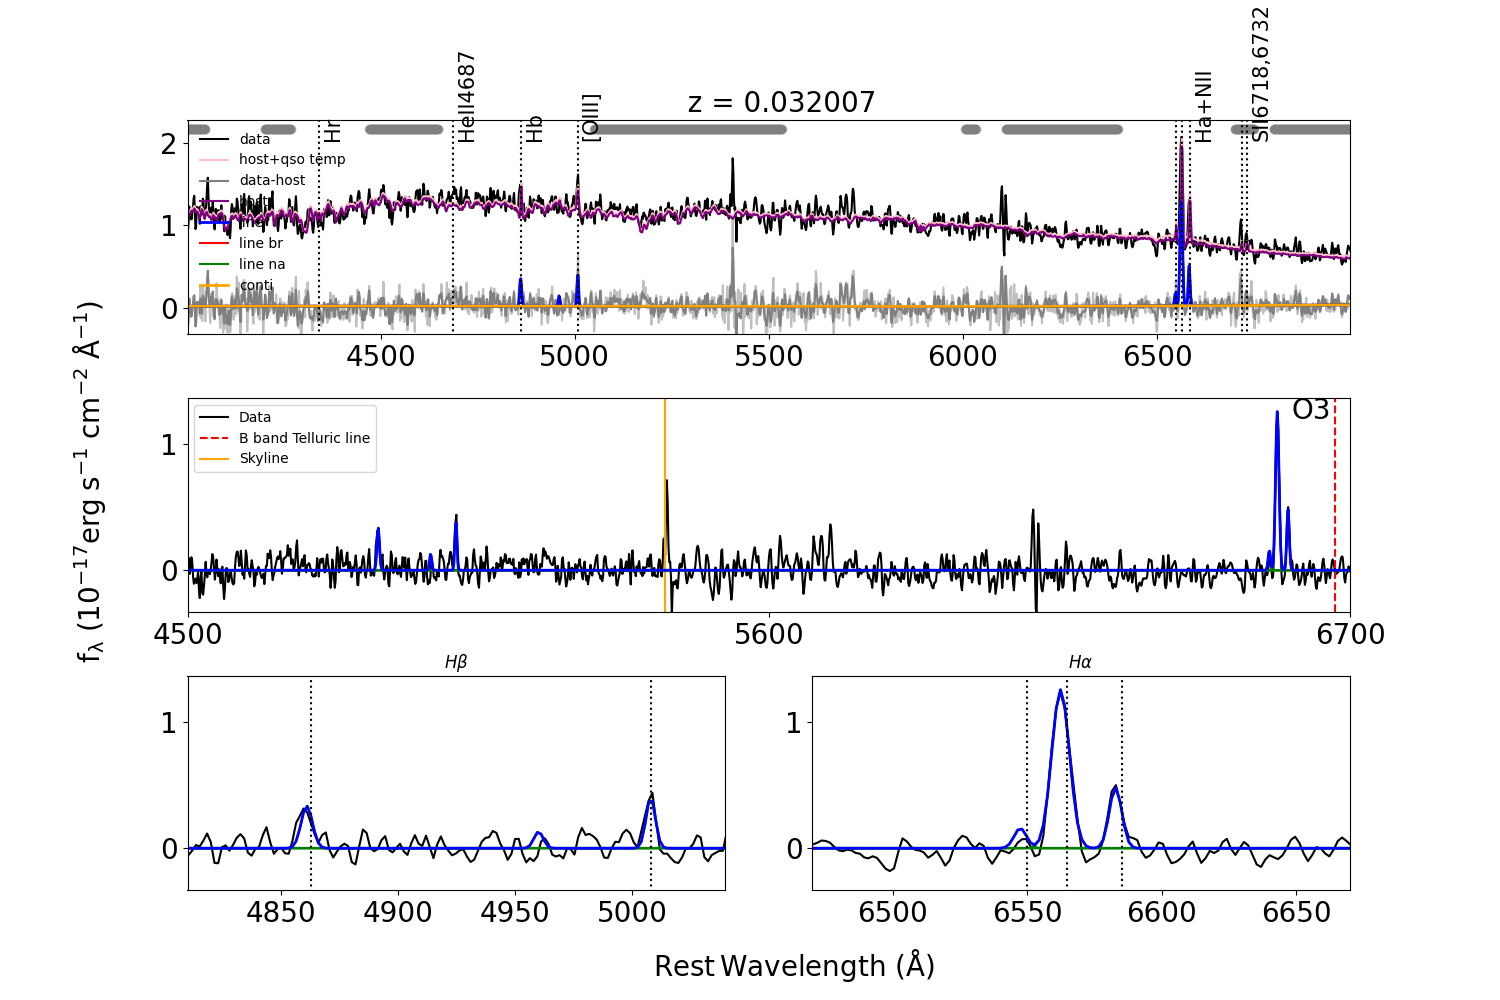 z = 0.032007
Hr
HeII4687
Hb
[OIII]
Ha+NII
SII6718,6732
data
host+qso temp
data-host
host
line
line br
line na
conti
2
1
0
4500
5000
5500
6000
6500
f_λ (10^{-17}erg s^{-1} cm^{-2} Å^{-1})
Data
B band Telluric line
Skyline
O3
1
0
4500
5600
6700
Hβ
1
0
4850
4900
4950
5000
Hα
1
0
6500
6550
6600
6650
Rest Wavelength (Å)